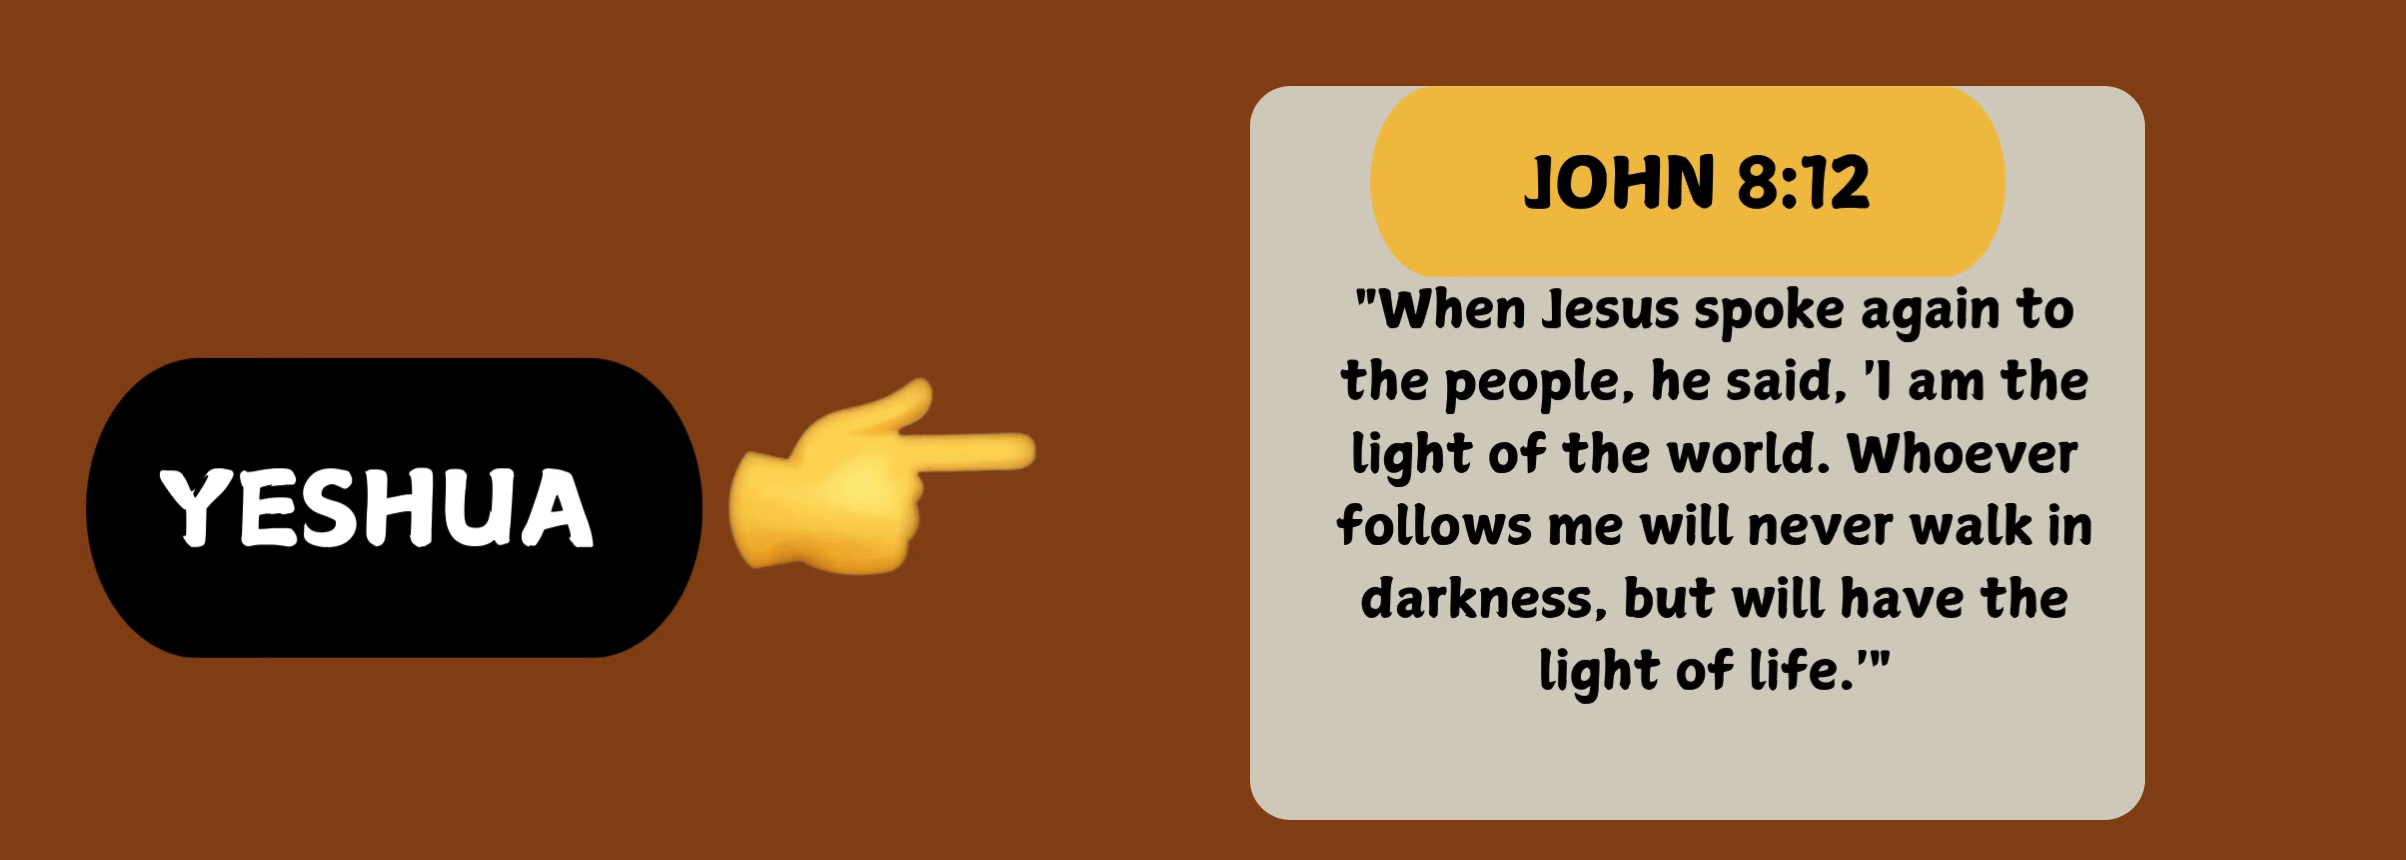 YESHUA
JOHN 8:12
"When Jesus spoke again to
the people, he said, 'I am the
light of the world. Whoever
follows me will never walk in
darkness, but will have the
light of life.'"